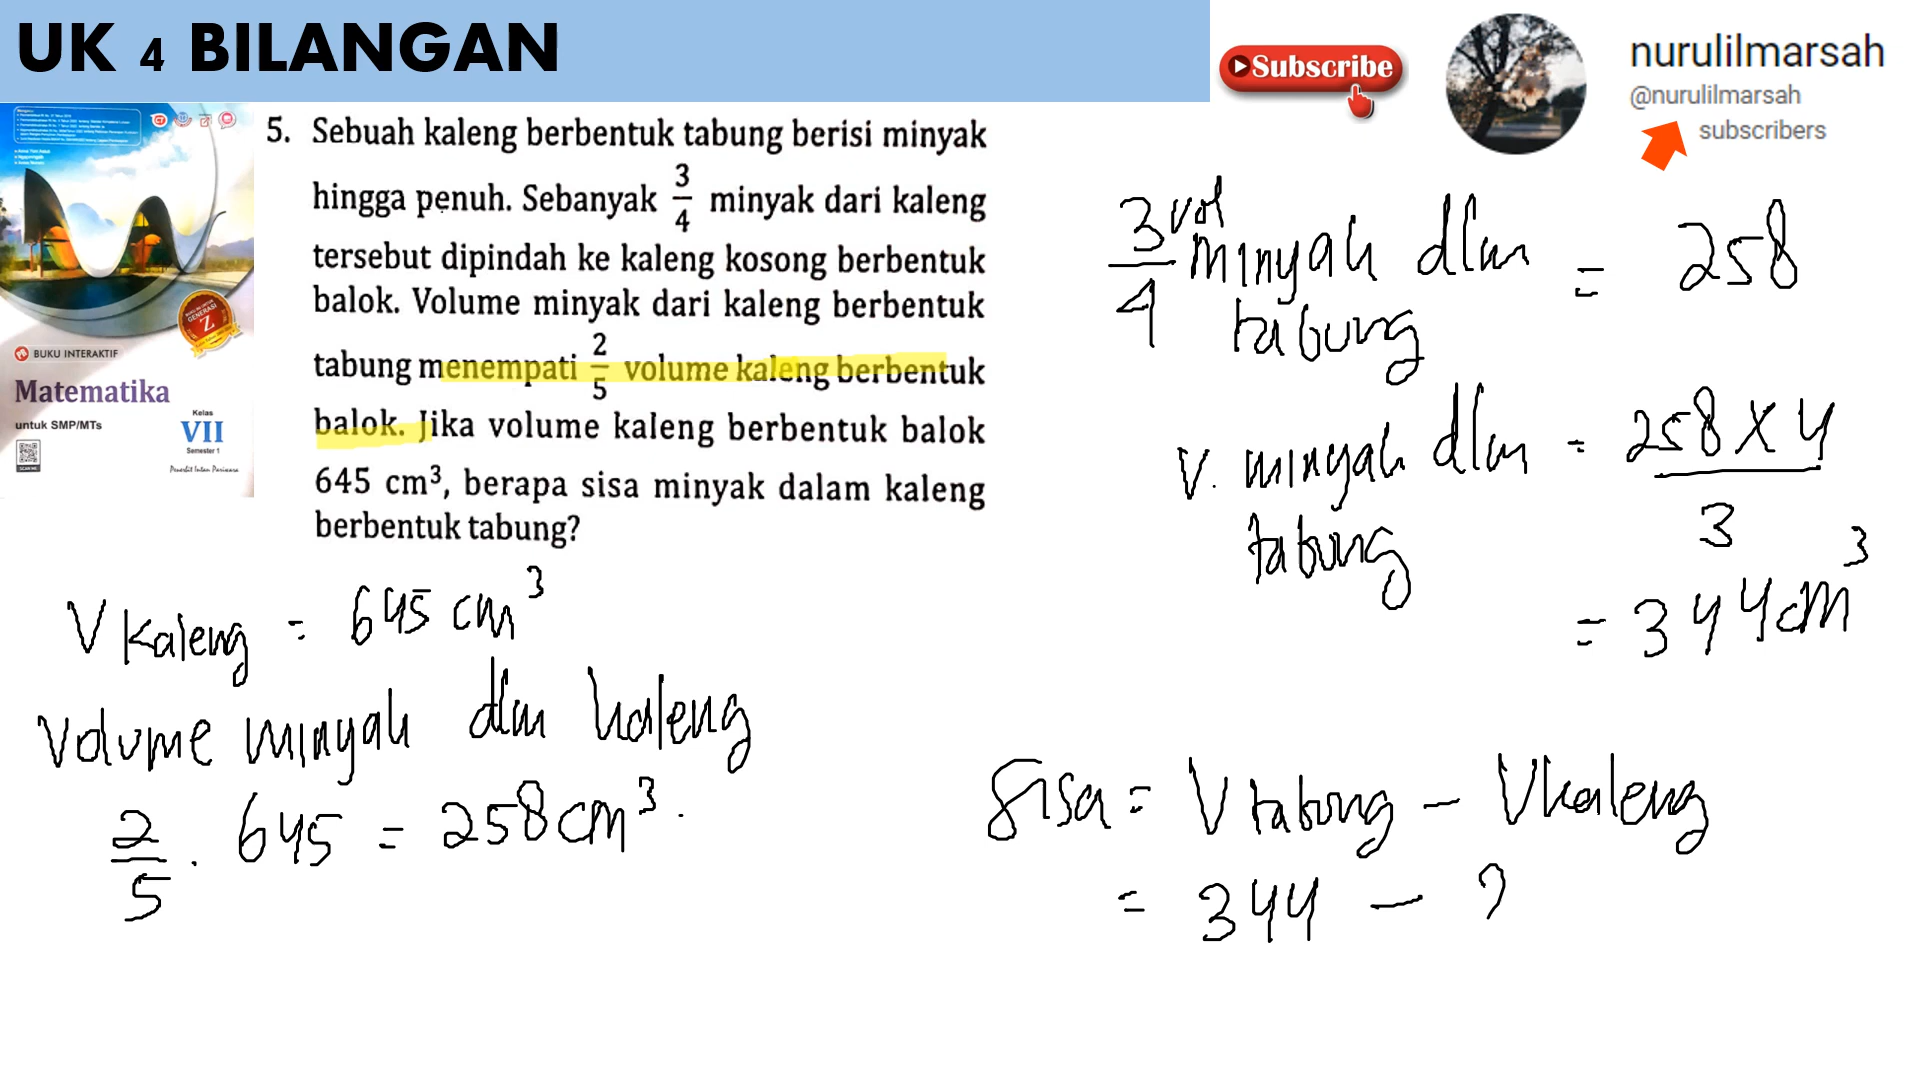 UK 4 BILANGAN
Subscribe
nurulilmarsah
@nurulilmarsah
subscribers
BUKU INTERAKTIF
Matematika
untuk SMP/MTs
Kelas
VII
Semester 1
Penerbit Intan Pariwara
5. Sebuah kaleng berbentuk tabung berisi minyak
hingga penuh. Sebanyak 3/4 minyak dari kaleng
tersebut dipindah ke kaleng kosong berbentuk
balok. Volume minyak dari kaleng berbentuk
tabung menempati 2/5 volume kaleng berbentuk
balok. Jika volume kaleng berbentuk balok
645 cm³, berapa sisa minyak dalam kaleng
berbentuk tabung?
V kaleng = 645 cm³
Volume minyak dlm kaleng
2/5 . 645 = 258 cm³.
3/4 vol minyak dlm tabung = 258
V. minyak dlm tabung = 258 x 4 / 3
= 344 cm³
Sisa = V tabung - V kaleng
= 344 - 2